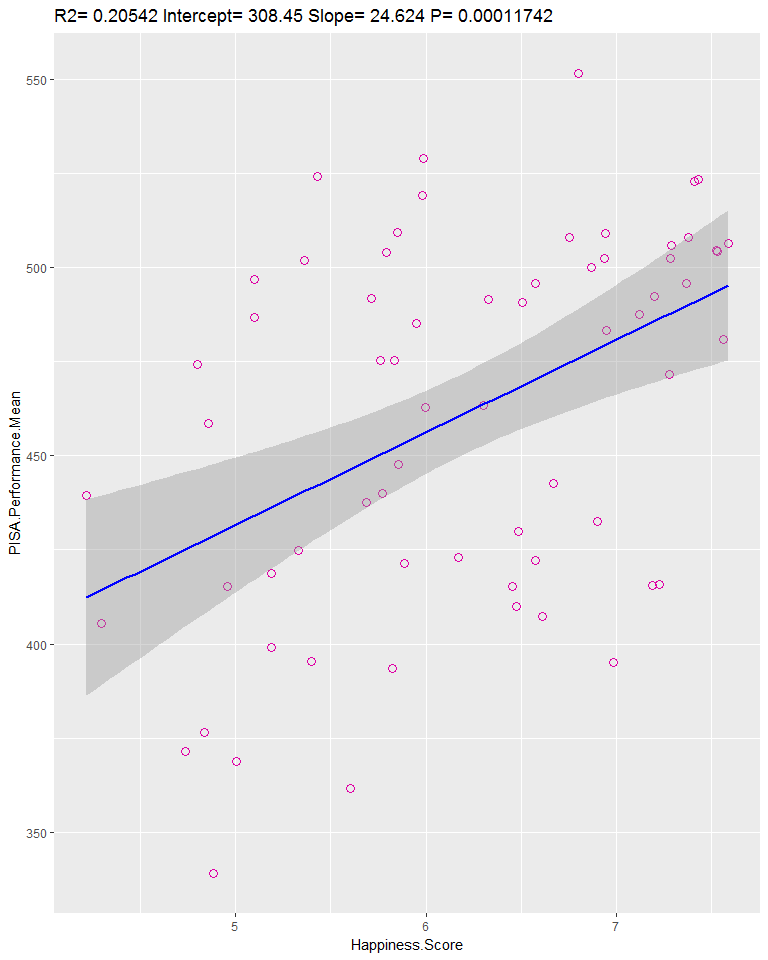 R2= 0.20542 Intercept= 308.45 Slope= 24.624 P= 0.00011742
550
500
450
400
350
PISA.Performance.Mean
5 6 7
Happiness.Score